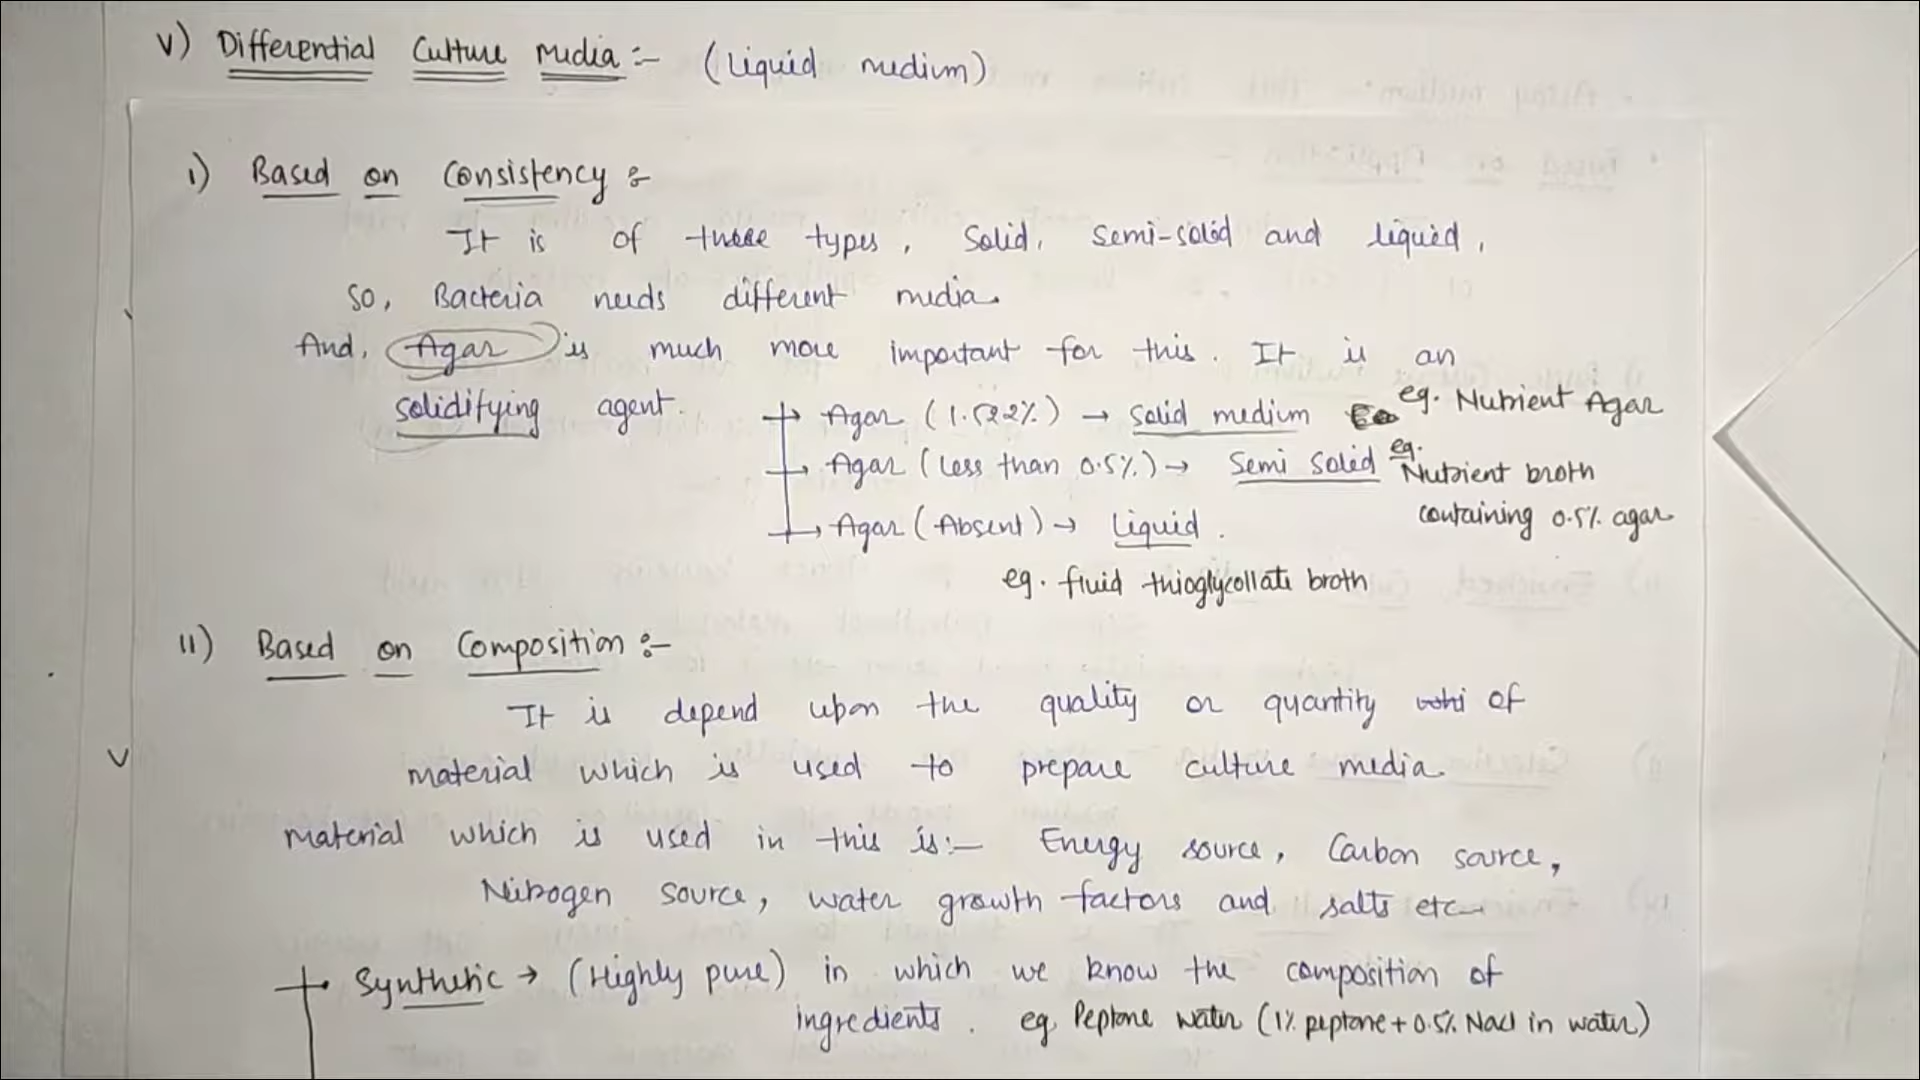 v) Differential Culture Media :- (liquid medium)
i) Based on Consistency :-
It is of three types, Solid, Semi-solid and liquid,
So, Bacteria needs different media.
And, Agar is much more important for this. It is an
solidifying agent.
Agar (1.5-2%) → solid medium eg. Nutrient Agar
Agar (less than 0.5%) → Semi Solid eg. Nutrient broth
containing 0.5% agar
Agar (Absent) → liquid.
eg. fluid thioglycollate broth
II) Based on Composition :-
It is depend upon the quality or quantity of
material which is used to prepare culture media.
Material which is used in this is:- Energy source, Carbon source,
Nitrogen source, water growth factors and salts etc
Synthetic → (Highly pure) in which we know the composition of
ingredients. eg. Peptone water (1% peptone + 0.5% Nacl in water)